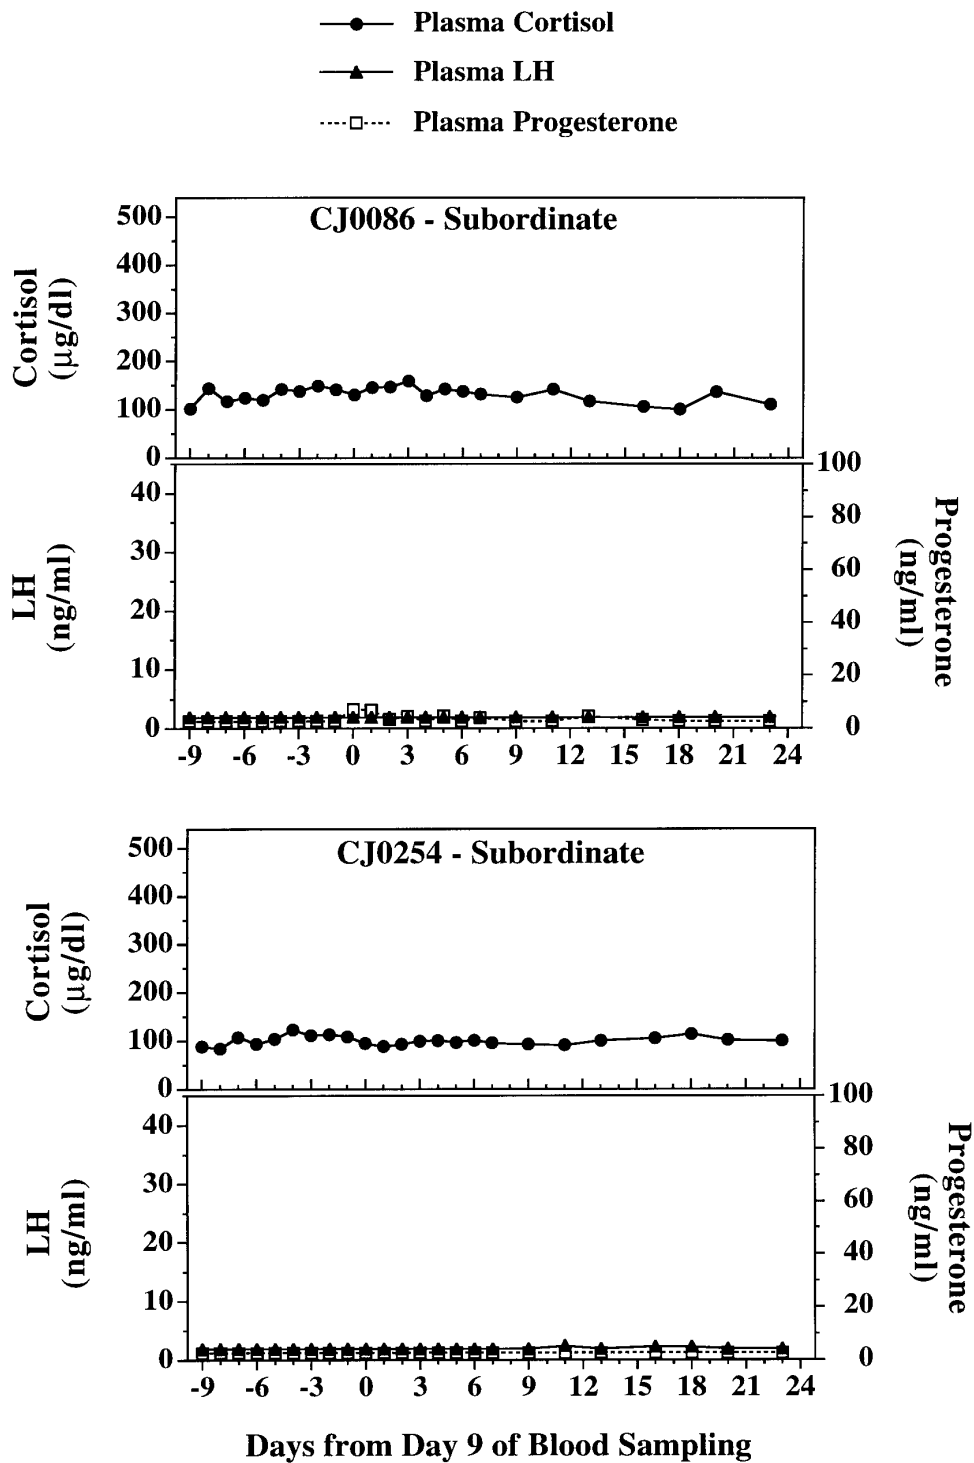 Plasma Cortisol
Plasma LH
Plasma Progesterone
CJ0086 - Subordinate
500
400
300
200
100
0
Cortisol
(µg/dl)
40
30
20
10
0
LH
(ng/ml)
100
80
60
40
20
0
Progesterone
(ng/ml)
-9 -6 -3 0 3 6 9 12 15 18 21 24
CJ0254 - Subordinate
500
400
300
200
100
0
Cortisol
(µg/dl)
40
30
20
10
0
LH
(ng/ml)
100
80
60
40
20
0
Progesterone
(ng/ml)
-9 -6 -3 0 3 6 9 12 15 18 21 24
Days from Day 9 of Blood Sampling